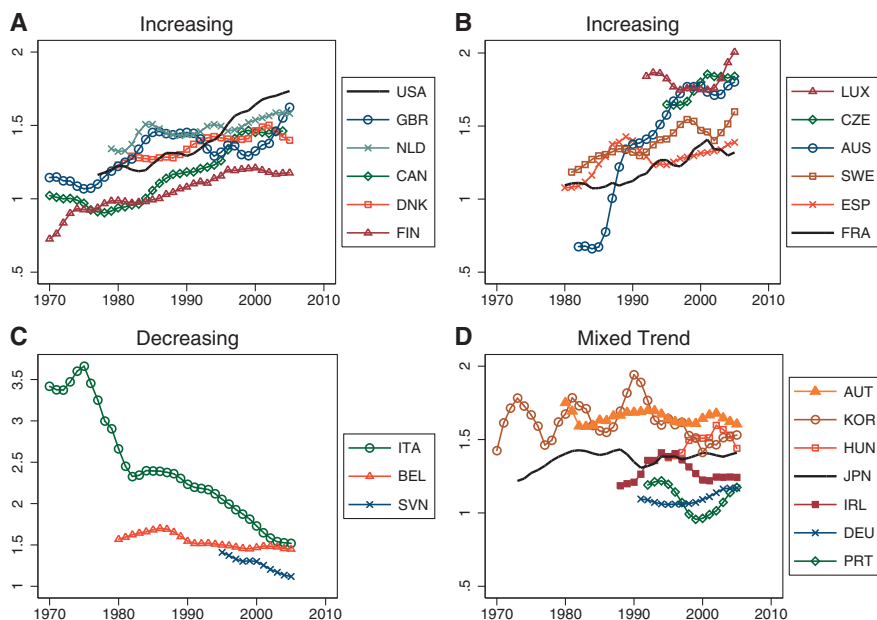 A
Increasing
2
1.5
1
.5
1970 1980 1990 2000 2010
USA
GBR
NLD
CAN
DNK
FIN
B
Increasing
2
1.5
1
.5
1970 1980 1990 2000 2010
LUX
CZE
AUS
SWE
ESP
FRA
C
Decreasing
3.5
3
2.5
2
1.5
1
1970 1980 1990 2000 2010
ITA
BEL
SVN
D
Mixed Trend
2
1.5
1
.5
1970 1980 1990 2000 2010
AUT
KOR
HUN
JPN
IRL
DEU
PRT